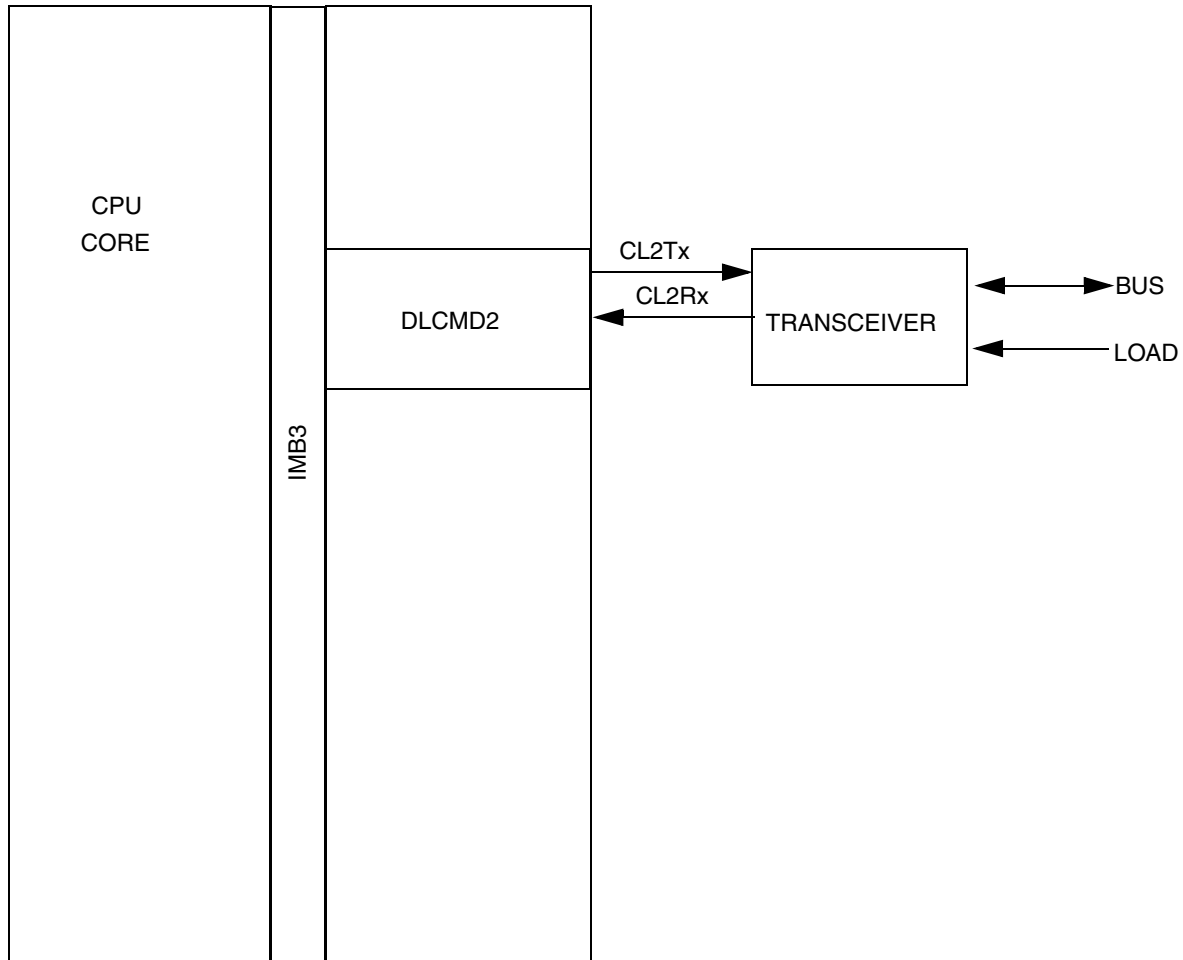 CPU
CORE
IMB3
DLCMD2
CL2Tx
CL2Rx
TRANSCEIVER
BUS
LOAD